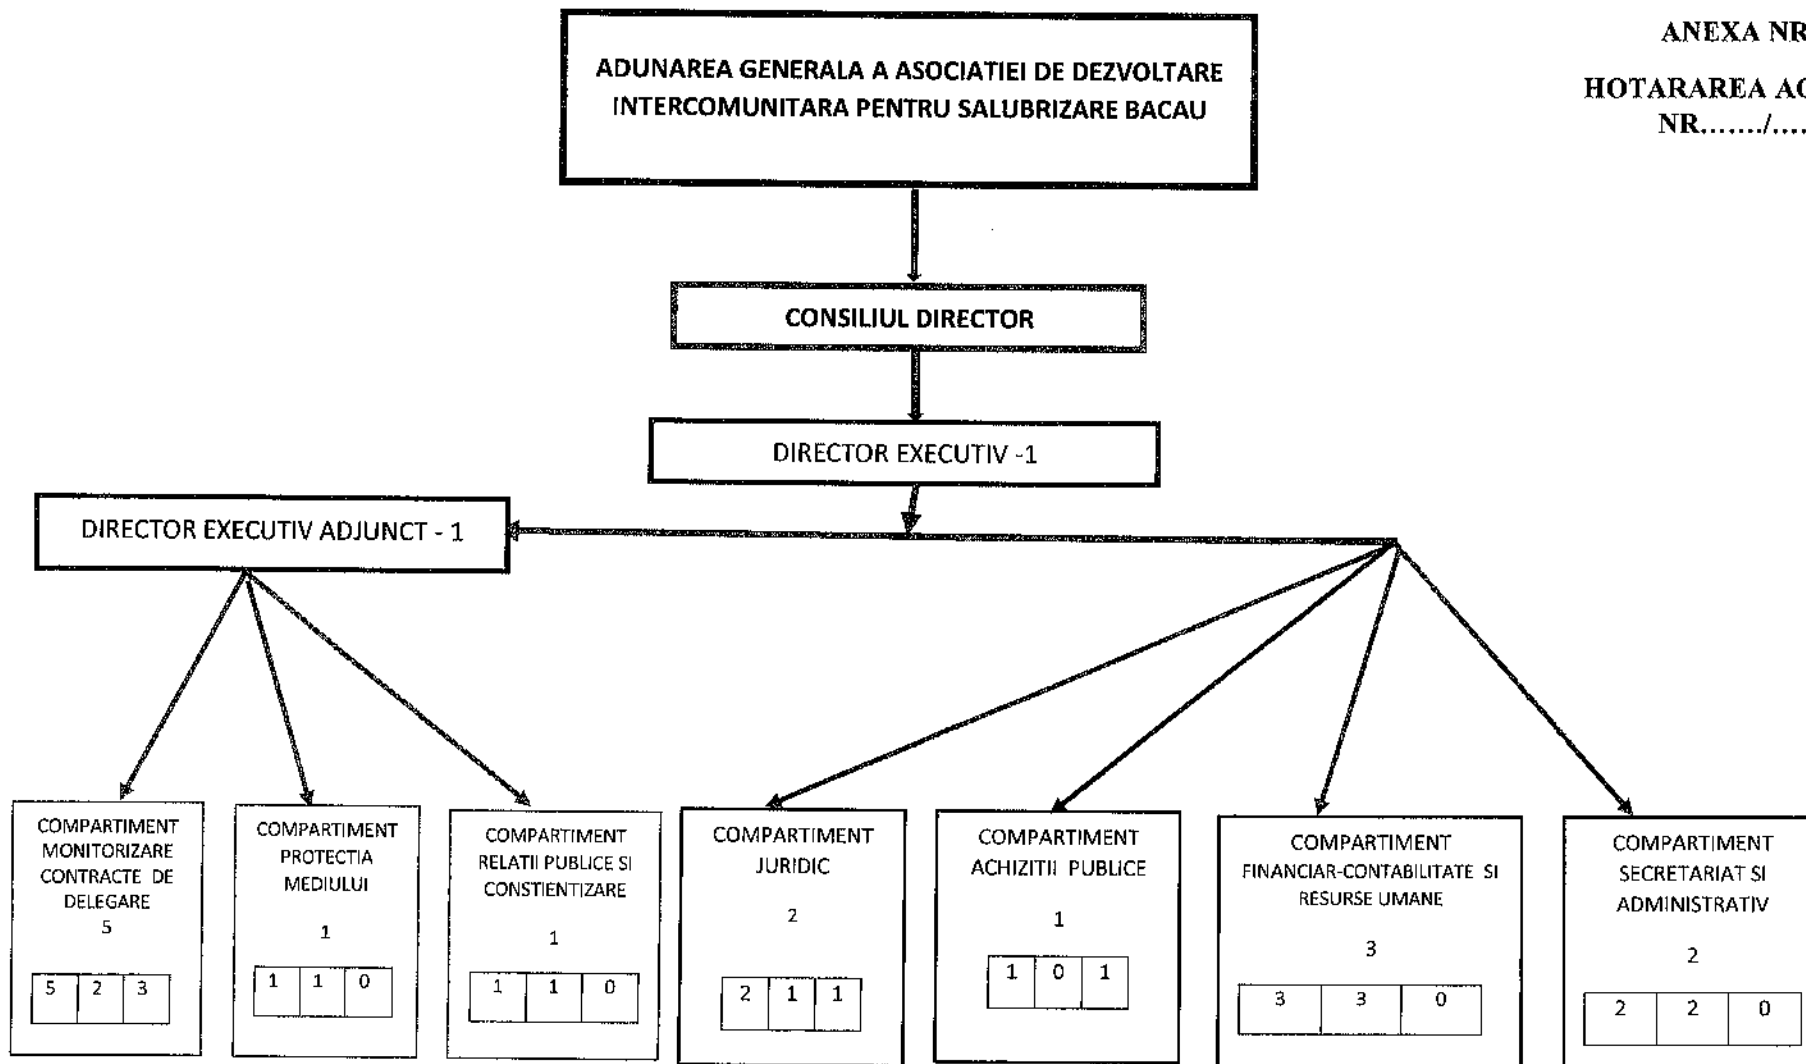 ANEXA NR
HOTARAREA
NR......./....
ADUNAREA GENERALA A ASOCIATIEI DE DEZVOLTARE
INTERCOMUNITARA PENTRU SALUBRIZARE BACAU
CONSILIUL DIRECTOR
DIRECTOR EXECUTIV -1
DIRECTOR EXECUTIV ADJUNCT - 1
COMPARTIMENT
MONITORIZARE
CONTRACTE DE
DELEGARE
5
5 2 3
COMPARTIMENT
PROTECTIA
MEDIULUI
1
1 1 0
COMPARTIMENT
RELATII PUBLICE SI
CONSTIENTIZARE
1
1 1 0
COMPARTIMENT
JURIDIC
2
2 1 1
COMPARTIMENT
ACHIZITII PUBLICE
1
1 0 1
COMPARTIMENT
FINANCIAR-CONTABILITATE SI
RESURSE UMANE
3
3 3 0
COMPARTIMENT
SECRETARIAT SI
ADMINISTRATIV
2
2 2 0